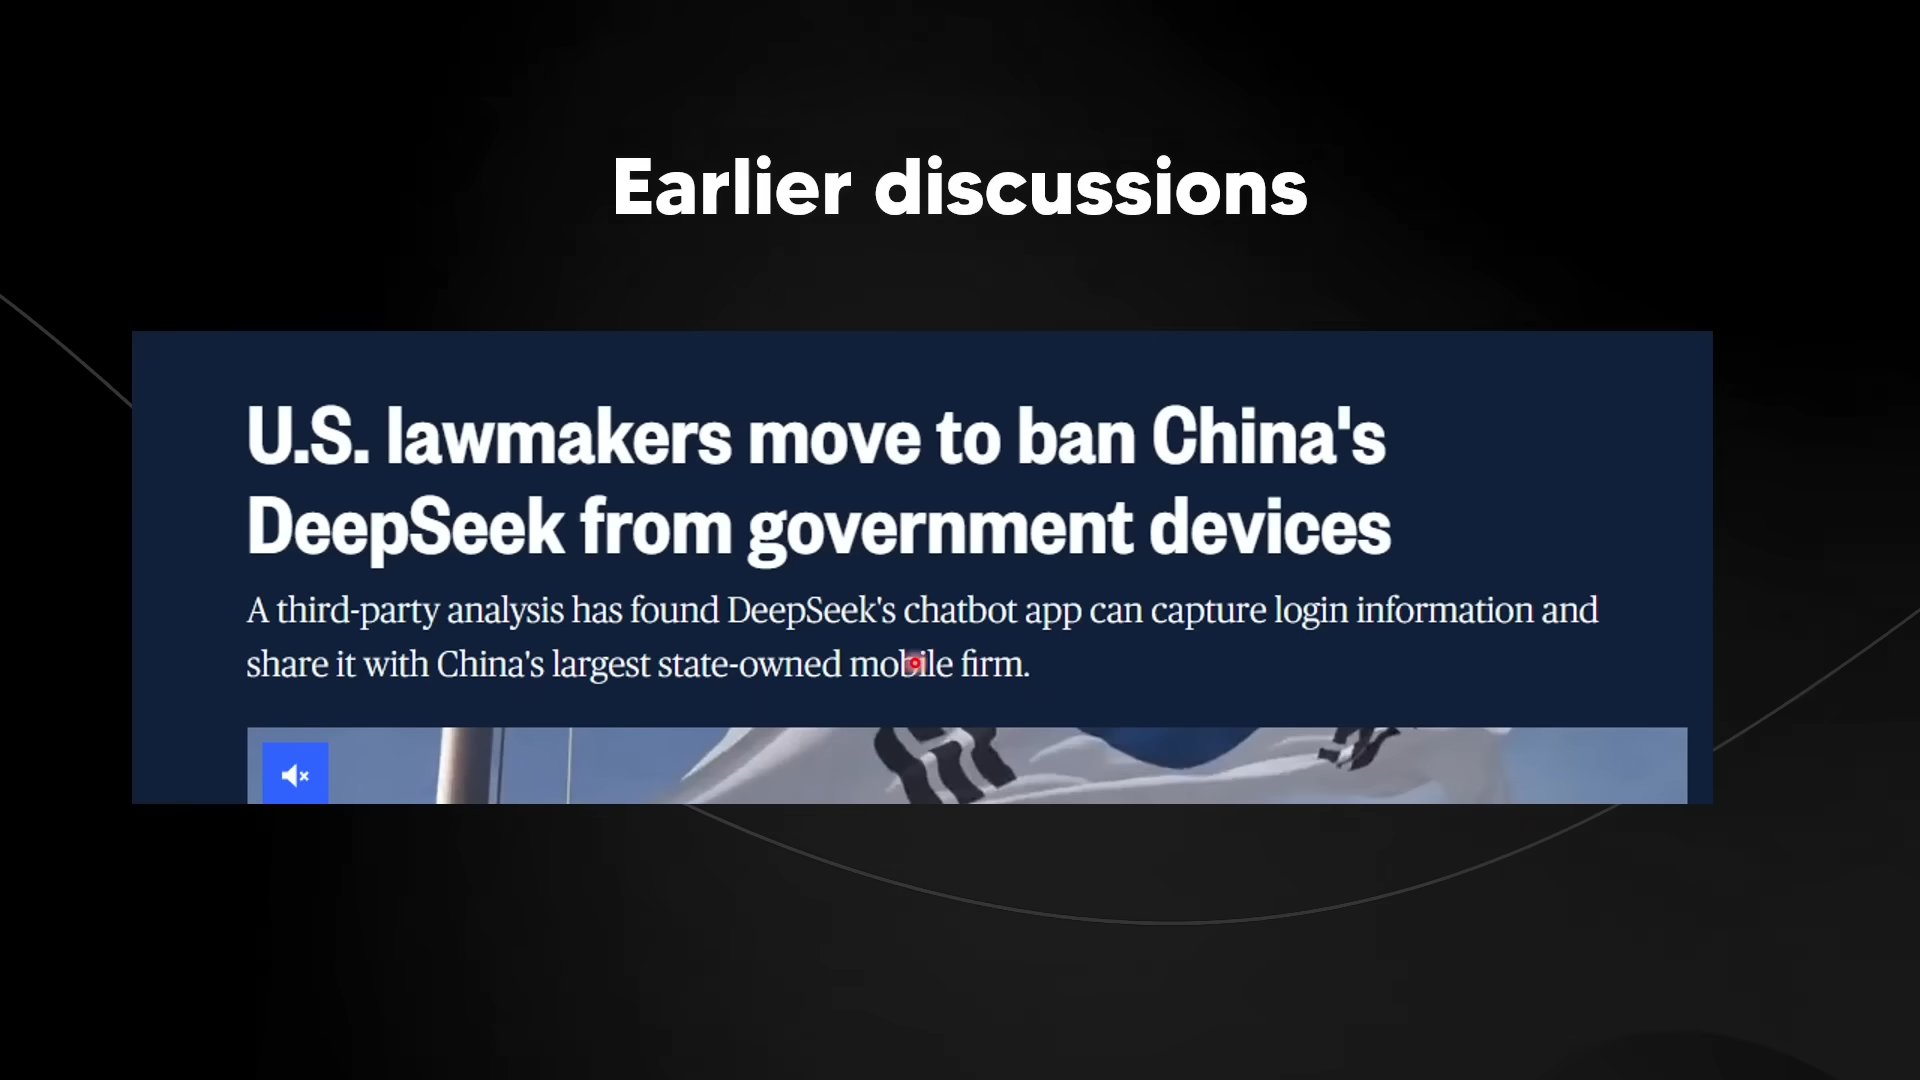 Earlier discussions
U.S. lawmakers move to ban China's
DeepSeek from government devices
A third-party analysis has found DeepSeek's chatbot app can capture login information and
share it with China's largest state-owned mobile firm.